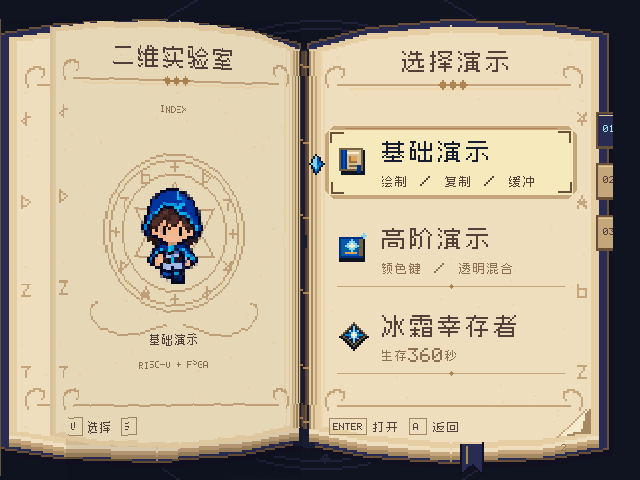 二维实验室
INDEX
基础演示
RISC-V + FPGA
选择
选择演示
基础演示
绘制 / 复制 / 缓冲
高阶演示
颜色键 / 透明混合
冰霜幸存者
生存360秒
ENTER 打开 A 返回
01
02
03